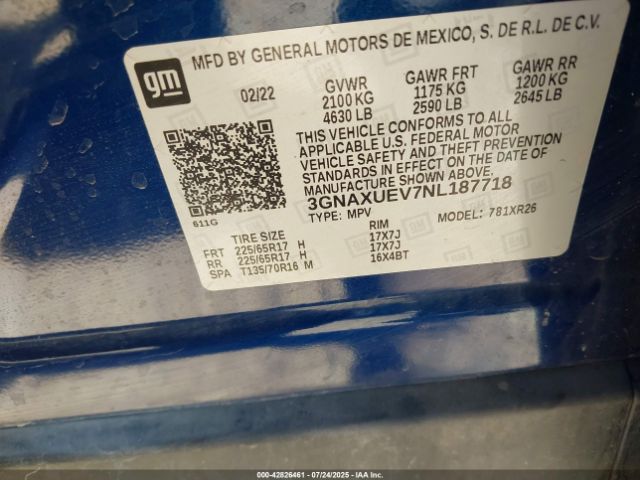 gm
MFD BY GENERAL MOTORS DE MEXICO, S. DE R.L. DE C.V.
02/22 GVWR GAWR FRT GAWR RR
2100 KG 1175 KG 1200 KG
4630 LB 2590 LB 2645 LB
THIS VEHICLE CONFORMS TO ALL
APPLICABLE U.S. FEDERAL MOTOR
VEHICLE SAFETY AND THEFT PREVENTION
STANDARDS IN EFFECT ON THE DATE OF
MANUFACTURE SHOWN ABOVE.
3GNAXUEV7NL187718
611G
TYPE: MPV MODEL: 781XR26
TIRE SIZE RIM
FRT 225/65R17 H 17X7J
RR 225/65R17 H 17X7J
SPA T135/70R16 M 16X4BT
000-42826461 - 07/24/2025 - IAA Inc.